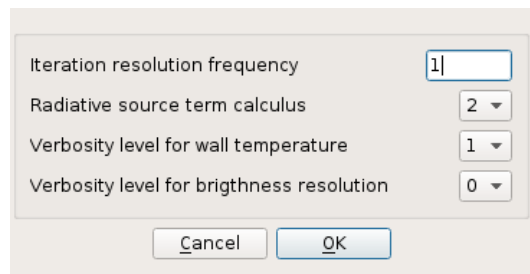 Iteration resolution frequency 1
Radiative source term calculus 2
Verbosity level for wall temperature 1
Verbosity level for brigthness resolution 0
Cancel OK